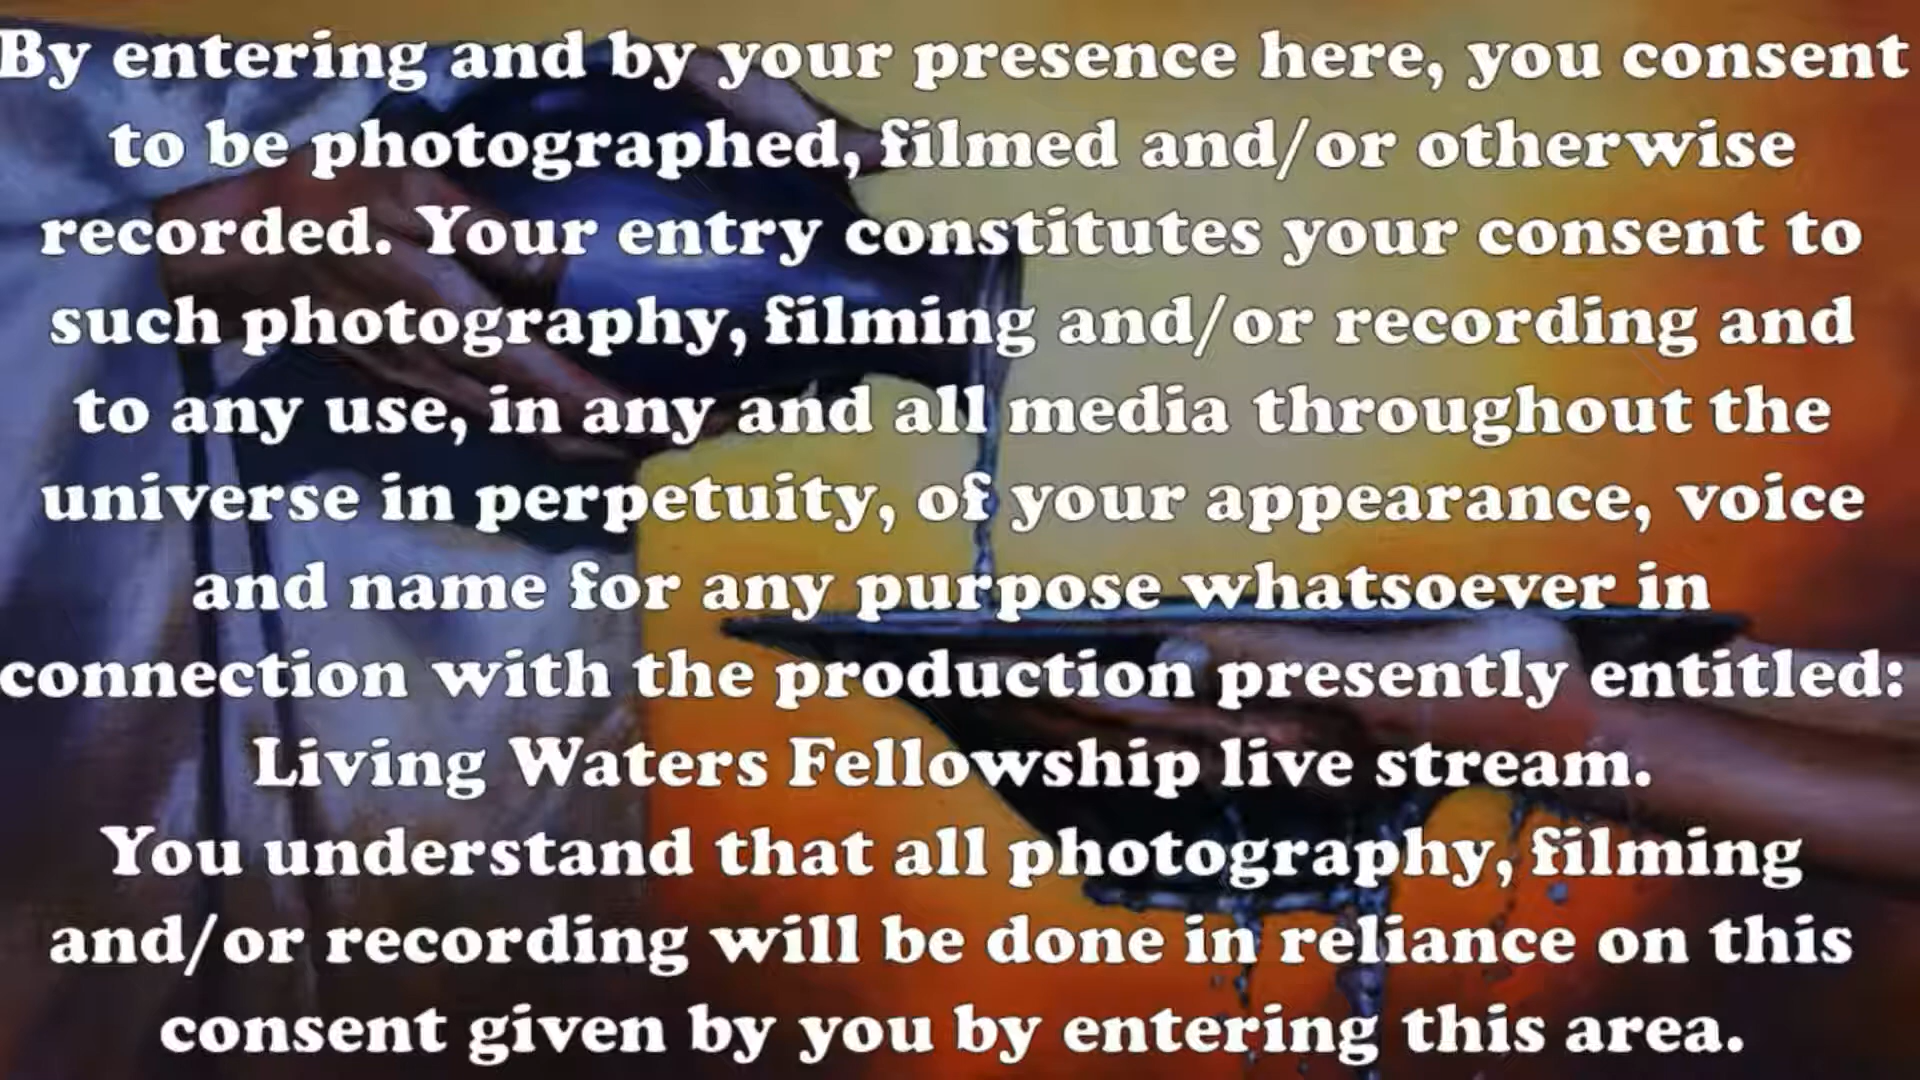 By entering and by your presence here, you consent
to be photographed, filmed and/or otherwise
recorded. Your entry constitutes your consent to
such photography, filming and/or recording and
to any use, in any and all media throughout the
universe in perpetuity, of your appearance, voice
and name for any purpose whatsoever in
connection with the production presently entitled:
Living Waters Fellowship live stream.
You understand that all photography, filming
and/or recording will be done in reliance on this
consent given by you by entering this area.